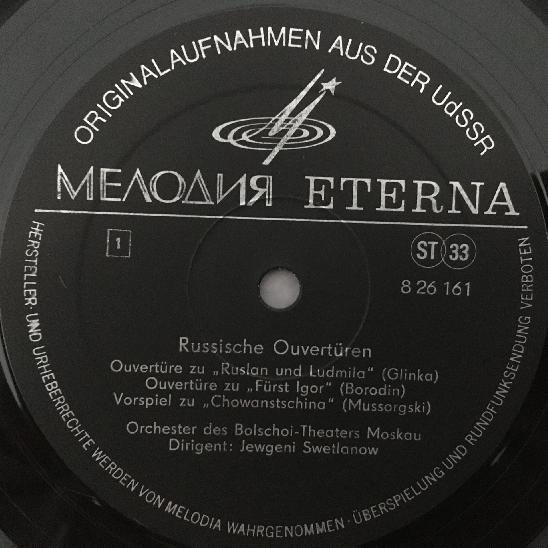 ORIGINALAUFNAHMEN AUS DER UdSSR
МЕЛОДИЯ ETERNA
1
ST 33
8 26 161
Russische Ouvertüren
Ouvertüre zu „Ruslan und Ludmila“ (Glinka)
Ouvertüre zu „Fürst Igor“ (Borodin)
Vorspiel zu „Chowanstschina“ (Mussorgski)
Orchester des Bolschoi-Theaters Moskau
Dirigent: Jewgeni Swetlanow
HERSTELLER- UND URHEBERRECHTE WERDEN VON MELODIA WAHRGENOMMEN · ÜBERSPIELUNG UND RUNDFUNKSENDUNG VERBOTEN